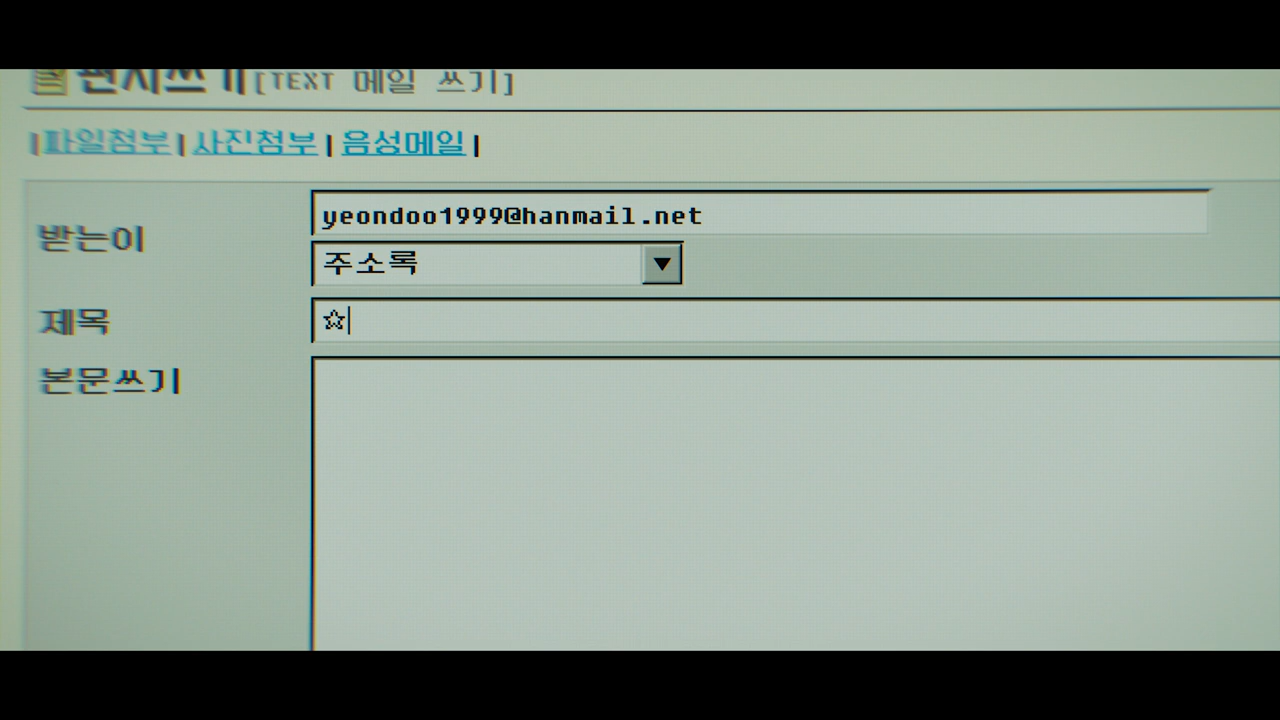 편지쓰기[TEXT 메일 쓰기]
|파일첨부|사진첨부|음성메일|
받는이 yeondoo1999@hanmail.net
주소록 ▼
제목 ☆
본문쓰기